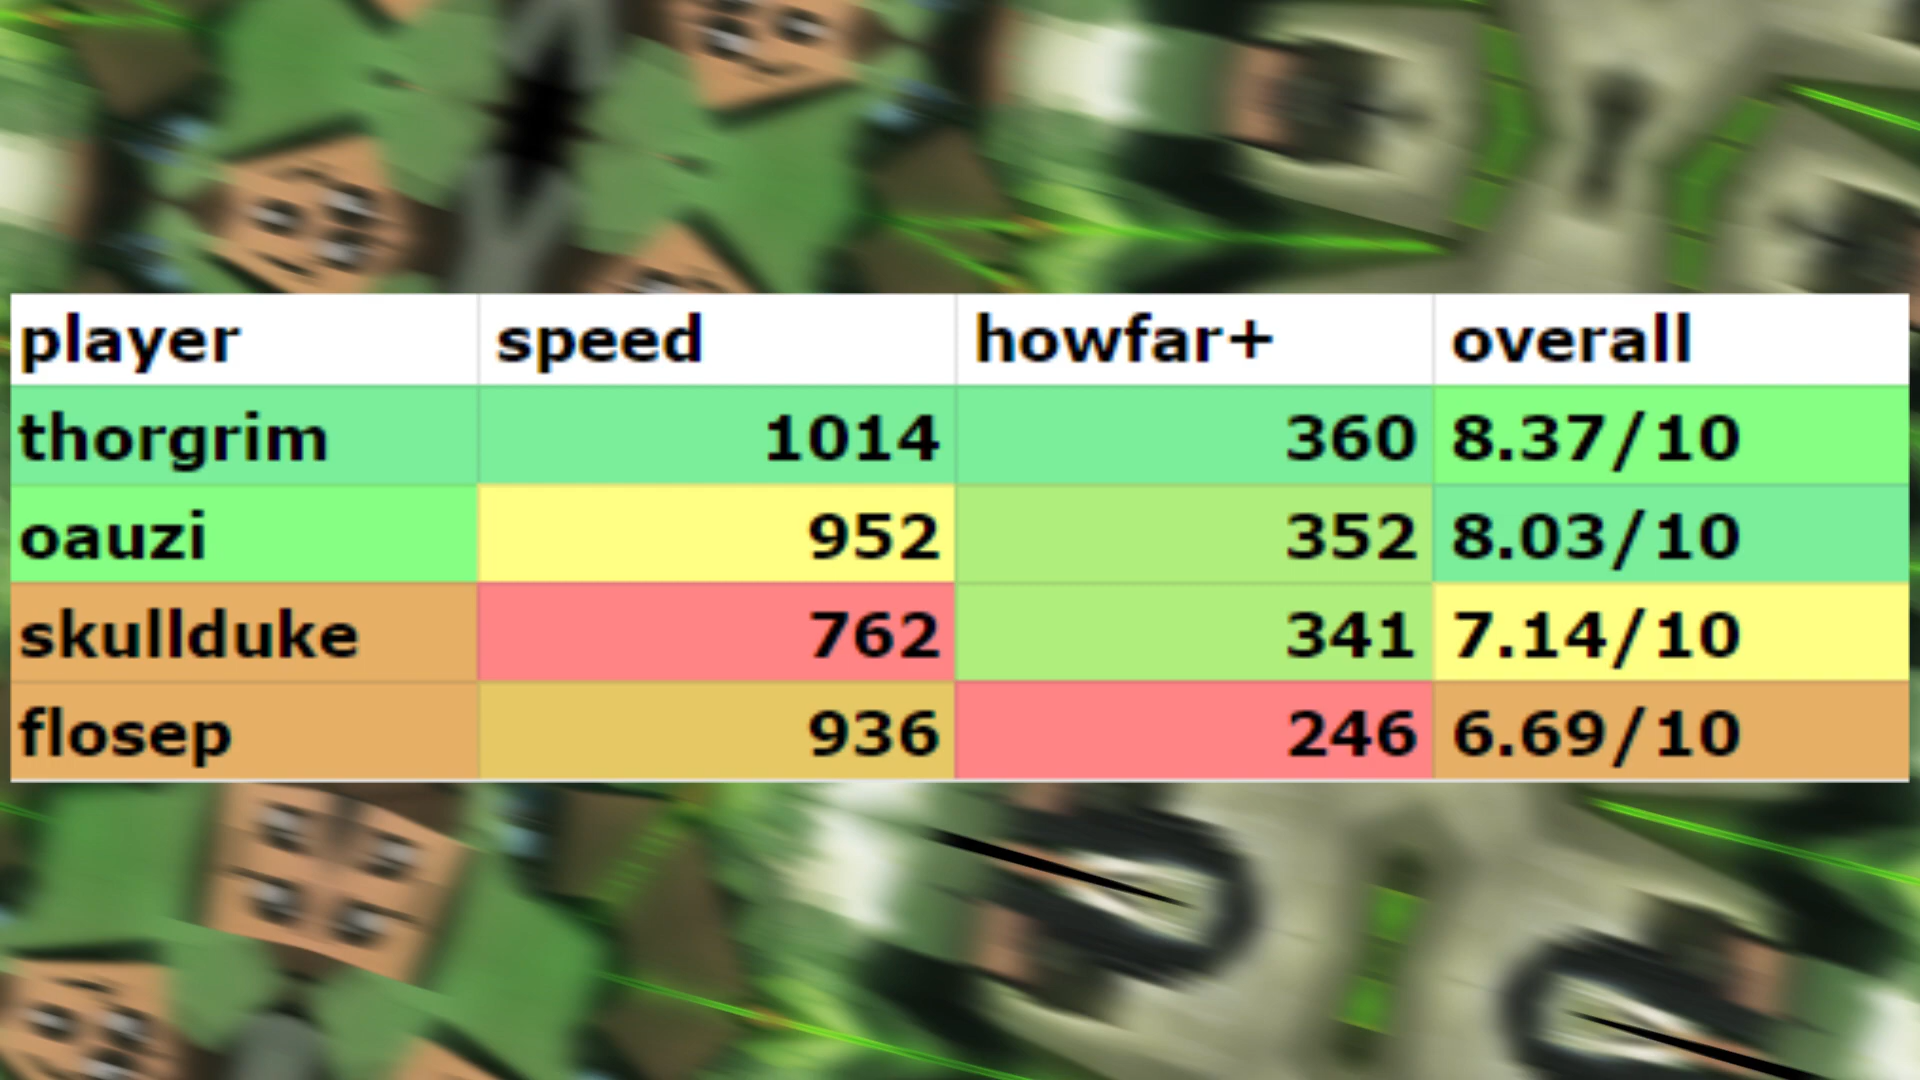 player speed howfar+ overall
thorgrim 1014 360 8.37/10
oauzi 952 352 8.03/10
skullduke 762 341 7.14/10
flosep 936 246 6.69/10